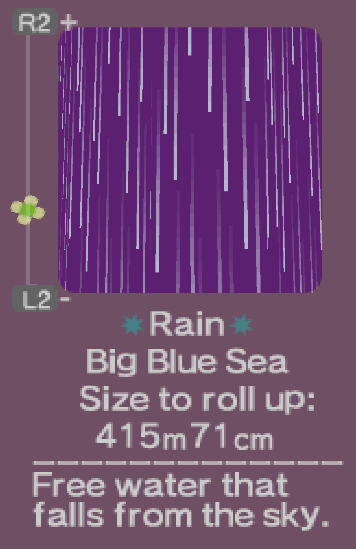 R2 +
L2 -
Rain
Big Blue Sea
Size to roll up:
415m71cm
Free water that
falls from the sky.